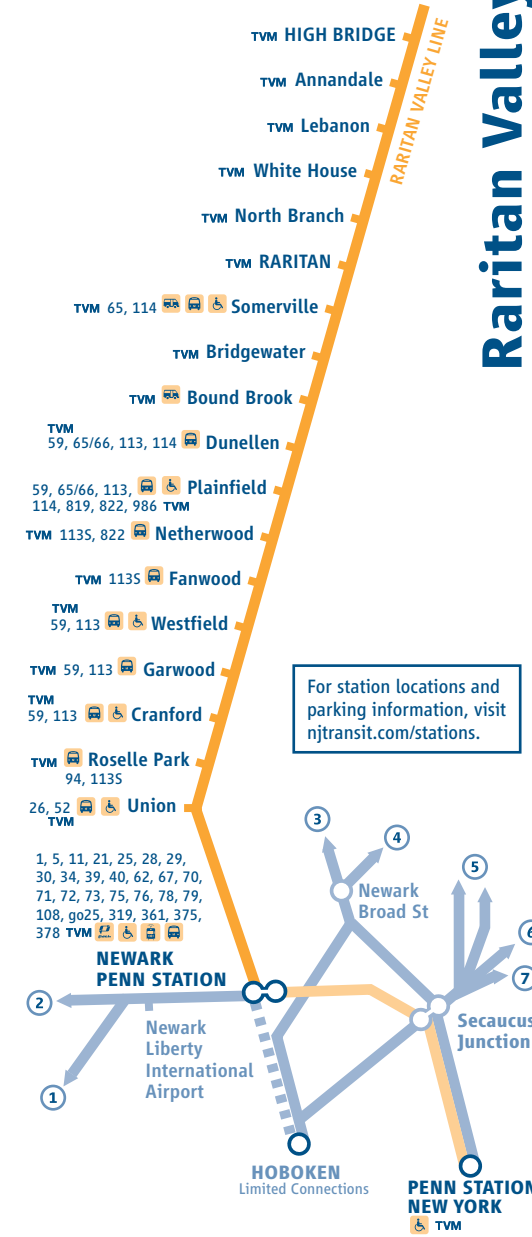 Raritan Valley
RARITAN VALLEY LINE
TVM HIGH BRIDGE
TVM Annandale
TVM Lebanon
TVM White House
TVM North Branch
TVM RARITAN
TVM 65, 114 Somerville
TVM Bridgewater
TVM Bound Brook
TVM
59, 65/66, 113, 114 Dunellen
59, 65/66, 113, Plainfield
114, 819, 822, 986 TVM
TVM 113S, 822 Netherwood
TVM 113S Fanwood
TVM
59, 113 Westfield
TVM 59, 113 Garwood
TVM
59, 113 Cranford
TVM Roselle Park
94, 113S
26, 52 Union
TVM
For station locations and
parking information, visit
njtransit.com/stations.
1, 5, 11, 21, 25, 28, 29,
30, 34, 39, 40, 62, 67, 70,
71, 72, 73, 75, 76, 78, 79,
108, go25, 319, 361, 375,
378 TVM
NEWARK
PENN STATION
3
4
5
6
7
Newark
Broad St
2
1
Newark
Liberty
International
Airport
Secaucus
Junction
HOBOKEN
Limited Connections
PENN STATION
NEW YORK
TVM